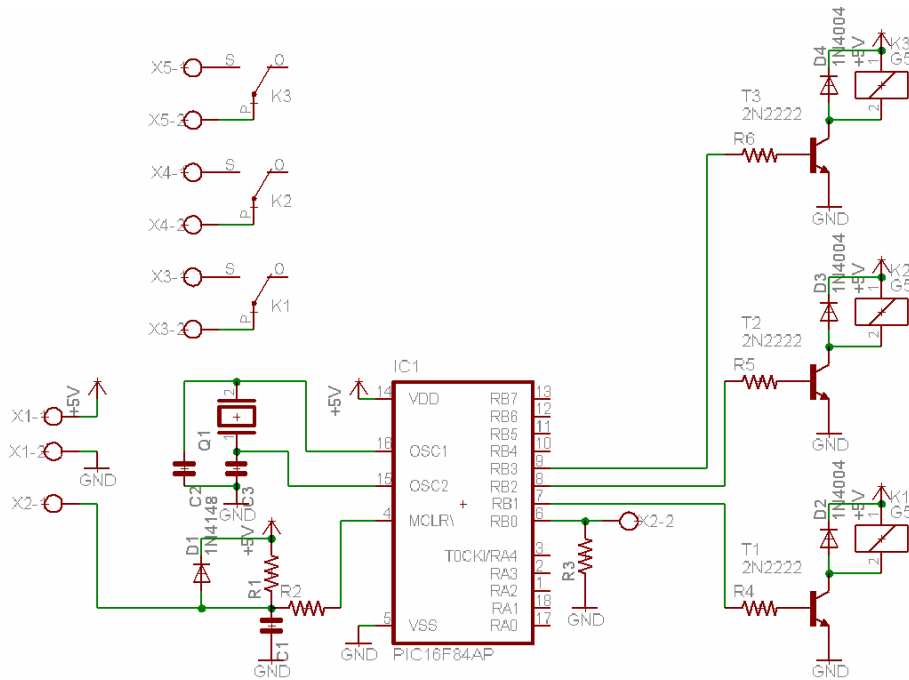 X5-1
S
O
P
K3
X5-2
X4-1
S
O
P
K2
X4-2
X3-1
S
O
P
K1
X3-2
D4
1N4004
+5V
K3
G5
1
2
T3
2N2222
R6
GND
D3
1N4004
+5V
K2
G5
1
2
T2
2N2222
R5
GND
D2
1N4004
+5V
K1
G5
1
2
T1
2N2222
R4
GND
X1-1
+5V
X1-2
GND
X2-1
2
Q1
1
C2
C3
GND
D1
1N4148
+5V
R1
R2
C1
GND
+5V
IC1
14
VDD
16
OSC1
15
OSC2
4
MCLR\
5
VSS
GND
RB7
13
RB6
12
RB5
11
RB4
10
RB3
9
RB2
8
RB1
7
RB0
6
T0CKI/RA4
3
RA3
2
RA2
1
RA1
18
RA0
17
PIC16F84AP
X2-2
R3
GND